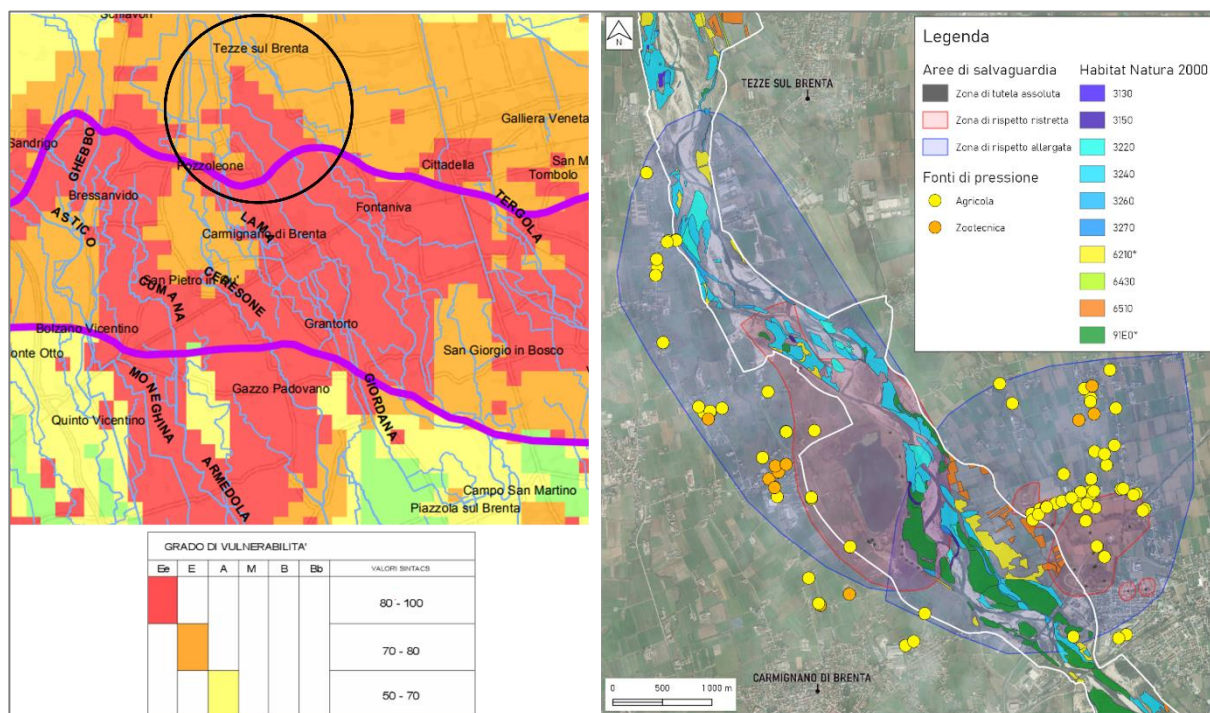 Schiavon
Tezze sul Brenta
Galliera Veneta
Sandrigo
GHEBBO
Pozzoleone
Cittadella
San M
Tombolo
Bressanvido
Fontaniva
TERGOLA
ASTICO
LAMA
Carmignano di Brenta
San Pietro in Gu'
CERESONE
CUMANA
Grantorto
Bolzano Vicentino
San Giorgio in Bosco
onte Otto
MONEGHINA
Gazzo Padovano
GIORDANA
Quinto Vicentino
ARMEDOLA
Campo San Martino
Piazzola sul Brenta
GRADO DI VULNERABILITA'
Ee E A M B Bb VALORI SINTACS
80 - 100
70 - 80
50 - 70
N
TEZZE SUL BRENTA
CARMIGNANO DI BRENTA
0 500 1 000 m
Legenda
Aree di salvaguardia
Zona di tutela assoluta
Zona di rispetto ristretta
Zona di rispetto allargata
Fonti di pressione
Agricola
Zootecnica
Habitat Natura 2000
3130
3150
3220
3240
3260
3270
6210*
6430
6510
91E0*